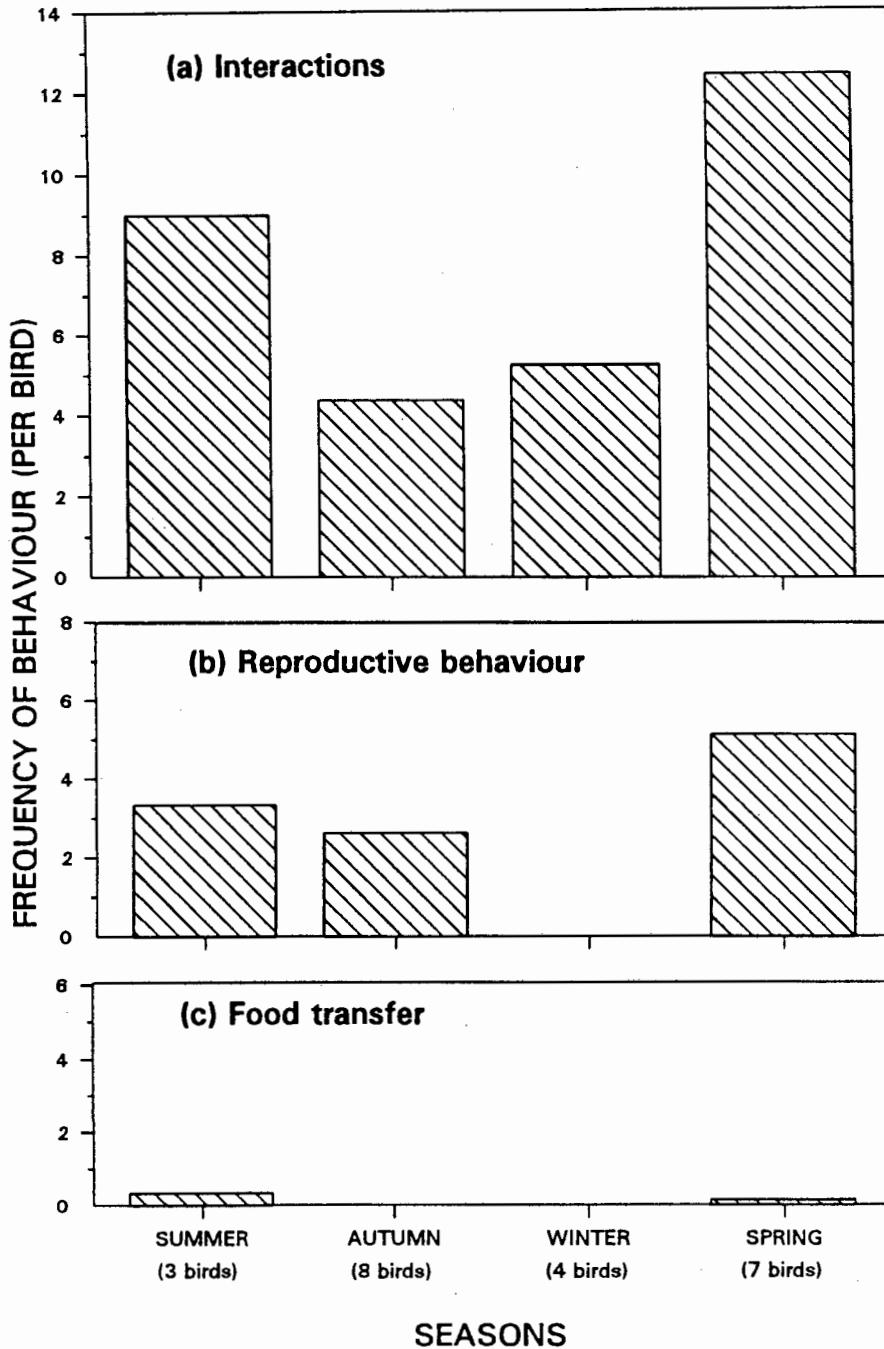 14
(a) Interactions
12
10
8
6
4
2
0
8
(b) Reproductive behaviour
6
4
2
0
6
(c) Food transfer
4
2
0
FREQUENCY OF BEHAVIOUR (PER BIRD)
SUMMER AUTUMN WINTER SPRING
(3 birds) (8 birds) (4 birds) (7 birds)
SEASONS